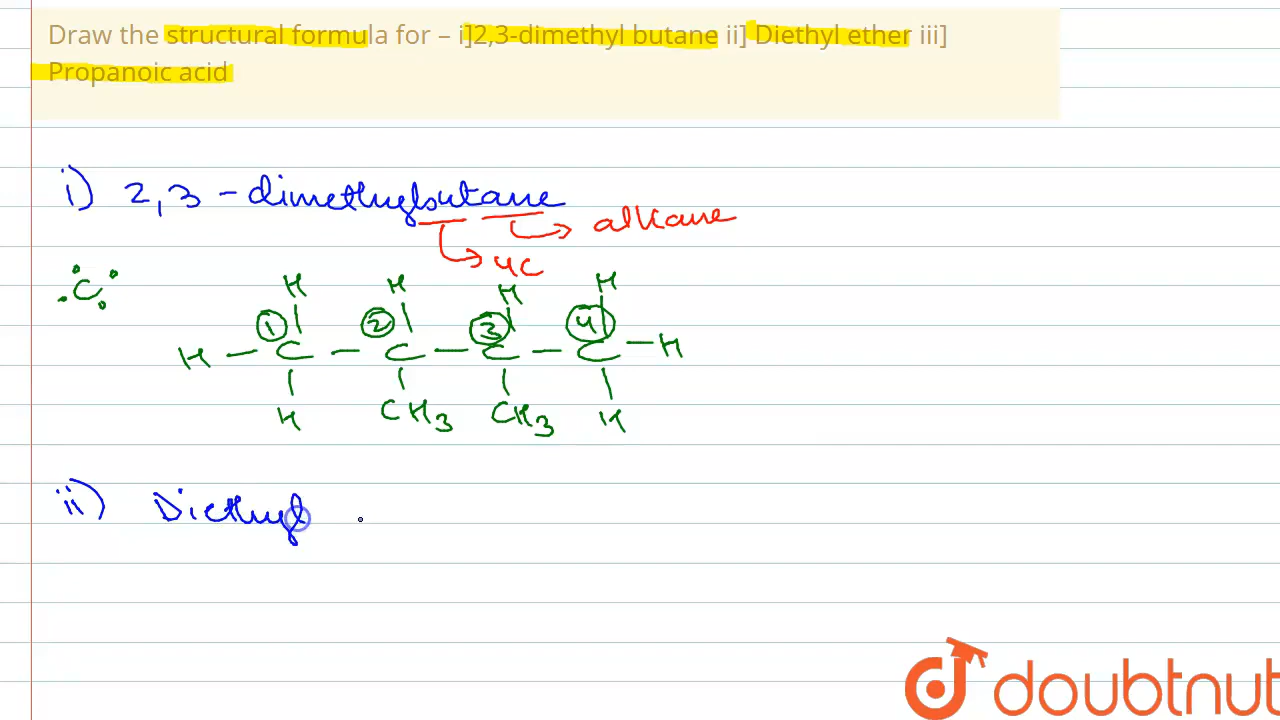 Draw the structural formula for – i]2,3-dimethyl butane ii] Diethyl ether iii]
Propanoic acid
i) 2,3-dimethylbutane
alkane
4C
C
H H H H
1 2 3 4
H - C - C - C - C - H
H CH3 CH3 H
ii) Diethyl
doubtnut